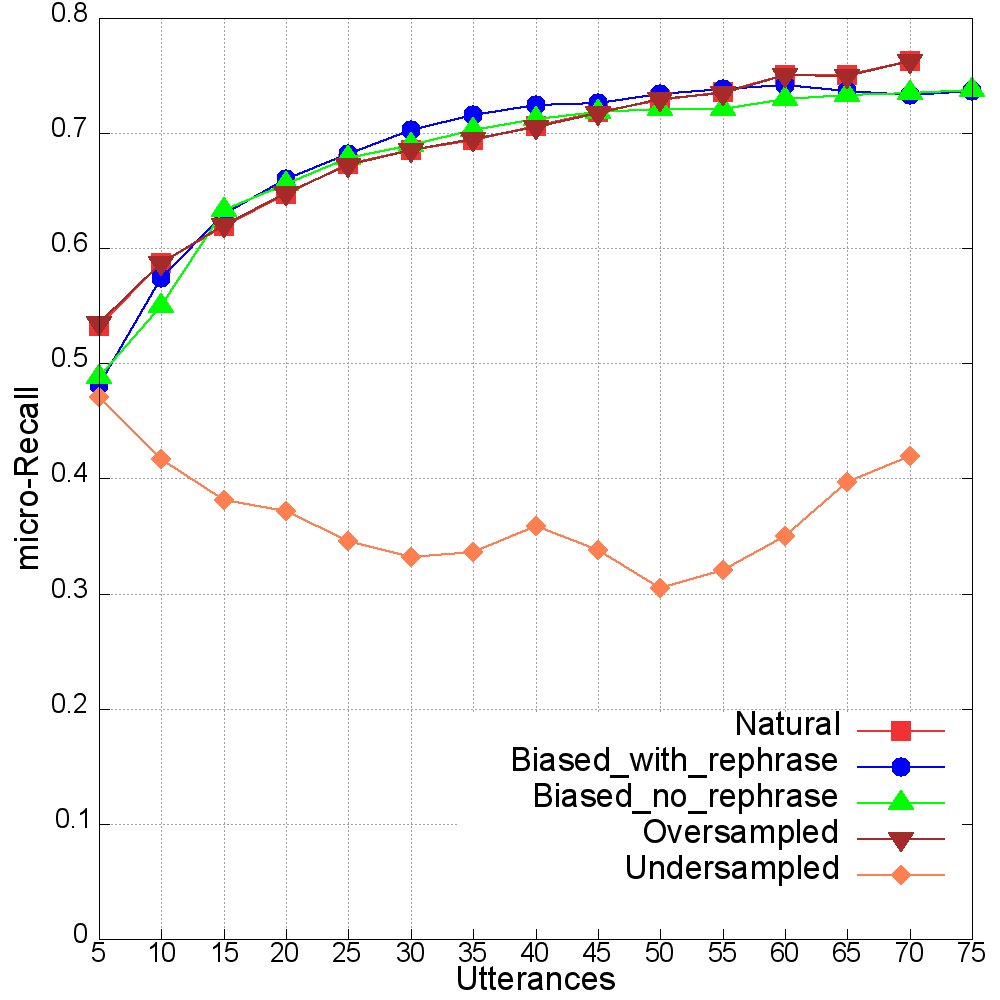 0.8
0.7
0.6
0.5
0.4
0.3
0.2
0.1
0
micro-Recall
Natural
Biased_with_rephrase
Biased_no_rephrase
Oversampled
Undersampled
5 10 15 20 25 30 35 40 45 50 55 60 65 70 75
Utterances